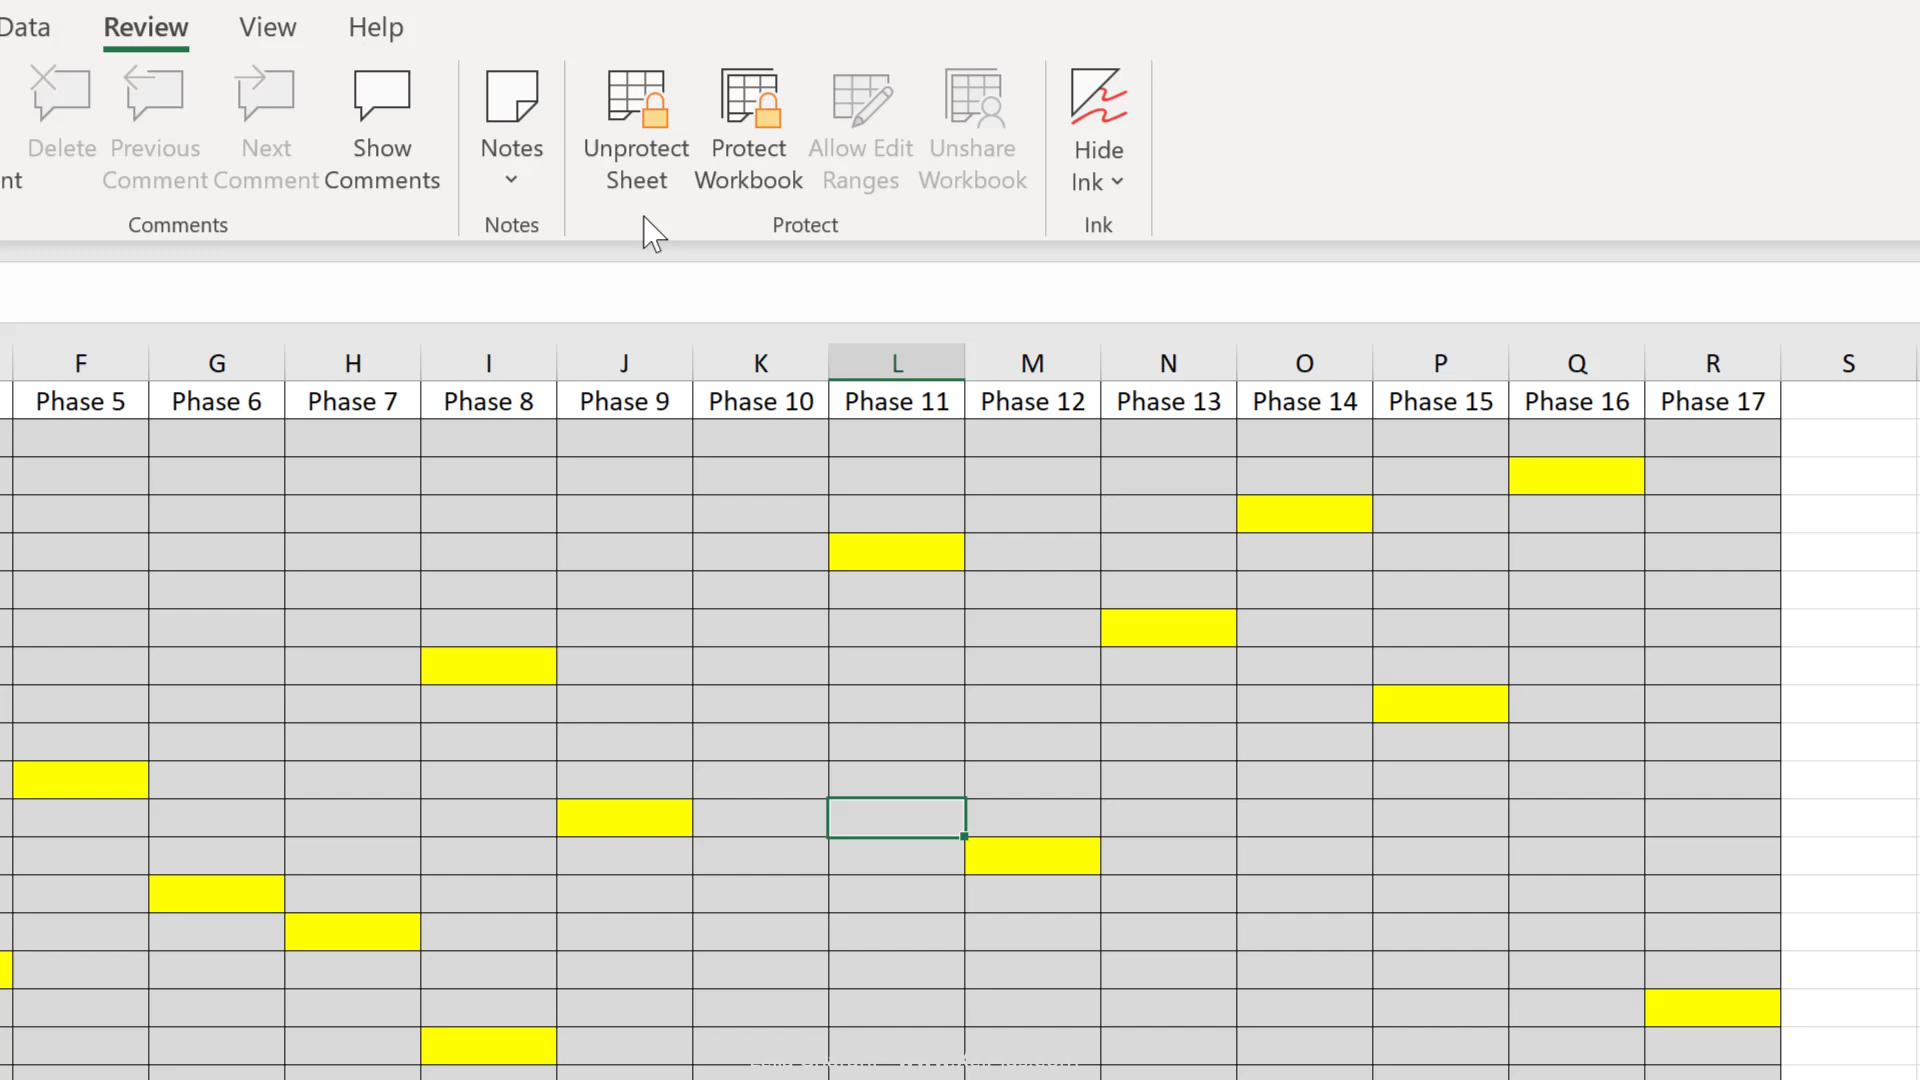 Data Review View Help
Delete Previous Comment Next Comment Show Comments
nt
Comments
Notes
Notes
Unprotect Sheet Protect Workbook Allow Edit Ranges Unshare Workbook
Protect
Hide Ink
Ink
F G H I J K L M N O P Q R S
Phase 5 Phase 6 Phase 7 Phase 8 Phase 9 Phase 10 Phase 11 Phase 12 Phase 13 Phase 14 Phase 15 Phase 16 Phase 17